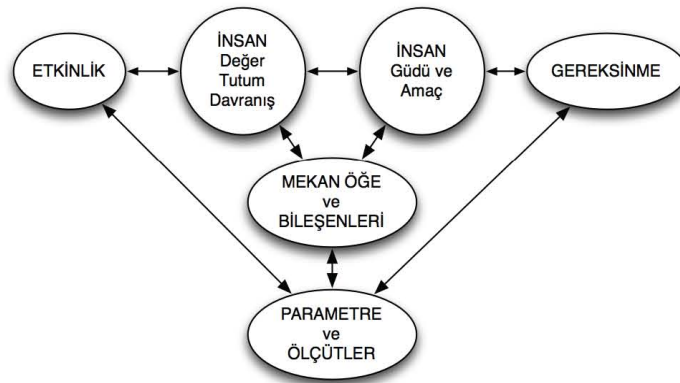 ETKİNLİK
İNSAN
Değer
Tutum
Davranış
İNSAN
Güdü ve
Amaç
GEREKSİNME
MEKAN ÖĞE
ve
BİLEŞENLERİ
PARAMETRE
ve
ÖLÇÜTLER